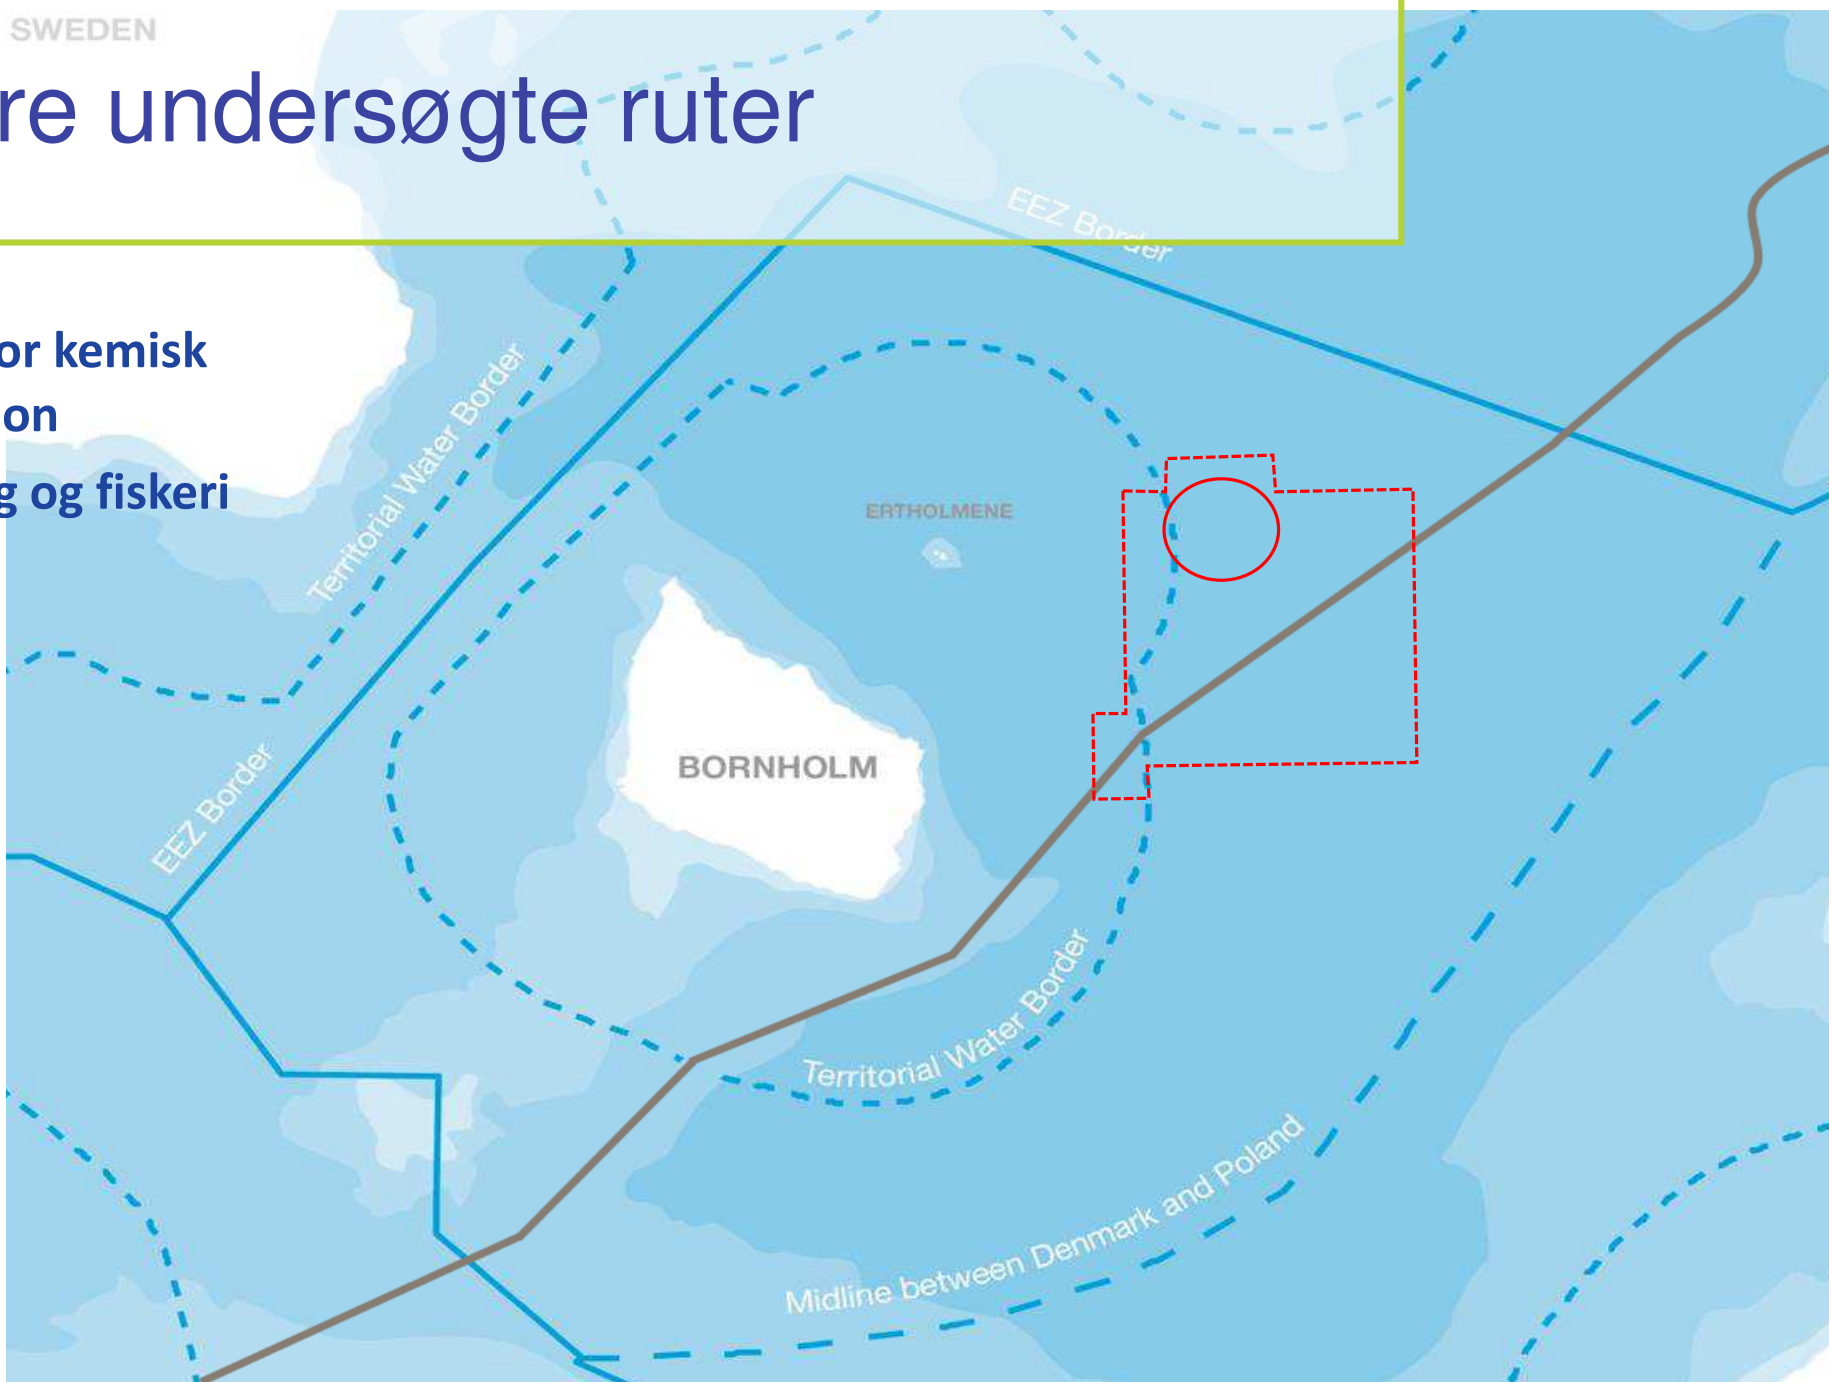 SWEDEN
re undersøgte ruter
EEZ Border
or kemisk
on
g og fiskeri
Territorial Water Border
ERTHOLMENE
BORNHOLM
EEZ Border
Territorial Water Border
Midline between Denmark and Poland